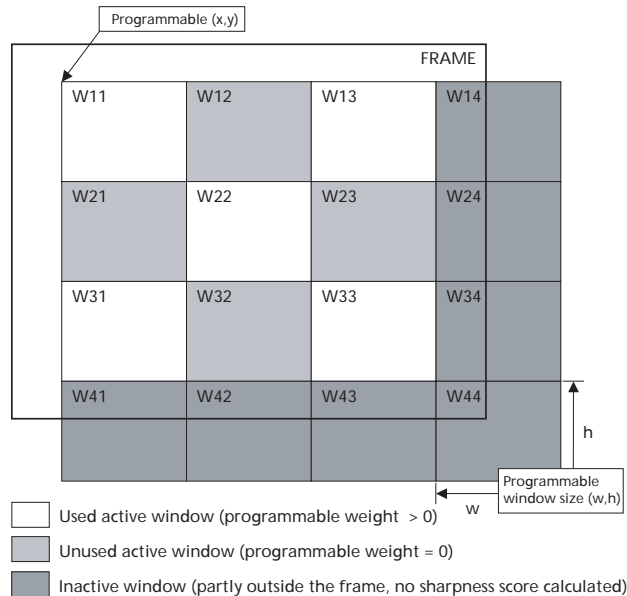 Programmable (x,y)
FRAME
W11 W12 W13 W14
W21 W22 W23 W24
W31 W32 W33 W34
W41 W42 W43 W44
h
w
Programmable
window size (w,h)
Used active window (programmable weight > 0)
Unused active window (programmable weight = 0)
Inactive window (partly outside the frame, no sharpness score calculated)